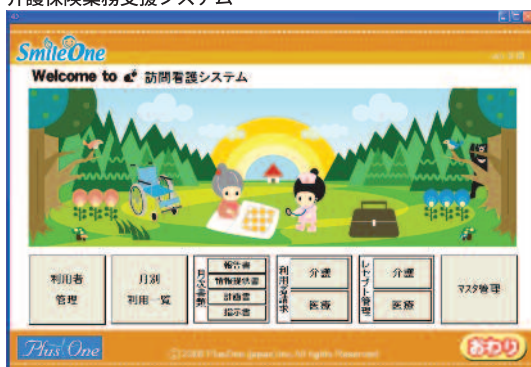 介護保険業務支援システム
SmileOne
Welcome to 訪問看護システム
利用者
管理
月別
利用一覧
月次書類
報告書
情報提供書
計画書
指示書
利用者請求
介護
医療
レセプト管理
介護
医療
マスタ管理
Plus One
おわり